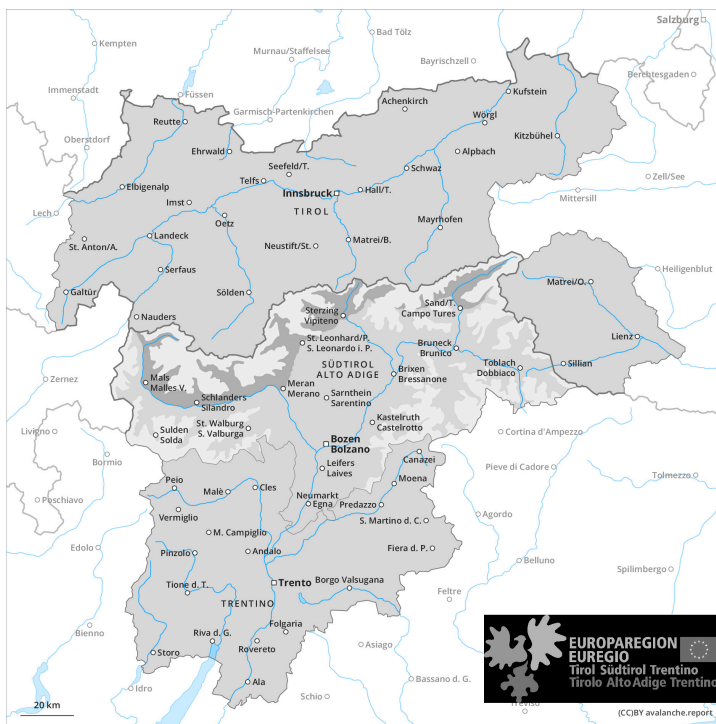 Salzburg
Kempten
Bad Tölz
Murnau/Staffelsee
Bayrischzell
Berchtesgaden
Immenstadt
Füssen
Achenkirch
Kufstein
Garmisch-Partenkirchen
Reutte
Wörgl
Oberstdorf
Ehrwald
Kitzbühel
Alpbach
Seefeld/T.
Schwaz
Telfs
Zell/See
Elbigenalp
Innsbruck
Hall/T.
Mittersill
Imst
TIROL
Lech
Oetz
Mayrhofen
Landeck
St. Anton/A.
Neustift/St.
Matrei/B.
Serfaus
Heiligenblut
Matrei/O.
Galtür
Sölden
Sand/T.
Campo Tures
Sterzing
Vipiteno
Nauders
Lienz
St. Leonhard/P.
S. Leonardo i. P.
Bruneck
Brunico
Sillian
Toblach
Dobbiaco
SÜDTIROL
ALTO ADIGE
Brixen
Bressanone
Zernez
Mals
Malles V.
Meran
Merano
Sarnthein
Sarentino
Schlanders
Silandro
Kastelruth
Castelrotto
St. Walburg
S. Valburga
Sulden
Solda
Livigno
Cortina d'Ampezzo
Bozen
Bolzano
Canazei
Bormio
Pieve di Cadore
Leifers
Laives
Tolmezzo
Peio
Malè
Cles
Moena
Poschiavo
Neumarkt
Egna
Predazzo
Vermiglio
Agordo
S. Martino d. C.
M. Campiglio
Edolo
Pinzolo
Andalo
Fiera d. P.
Belluno
Spilimbergo
Tione d. T.
Trento
Borgo Valsugana
Feltre
TRENTINO
Folgaria
Bienno
Riva d. G.
Rovereto
Asiago
Storo
Bassano d. G.
Ala
Idro
Schio
Treviso
EUROPAREGION
EUREGIO
Tirol Südtirol Trentino
Tirolo Alto Adige Trentino
20 km
(CC)BY avalanche.report